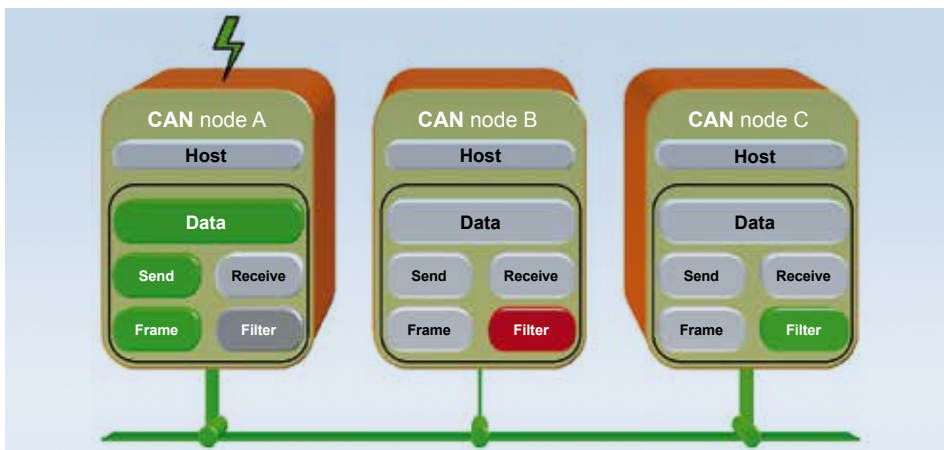 CAN node A
Host
Data
Send Receive
Frame Filter
CAN node B
Host
Data
Send Receive
Frame Filter
CAN node C
Host
Data
Send Receive
Frame Filter